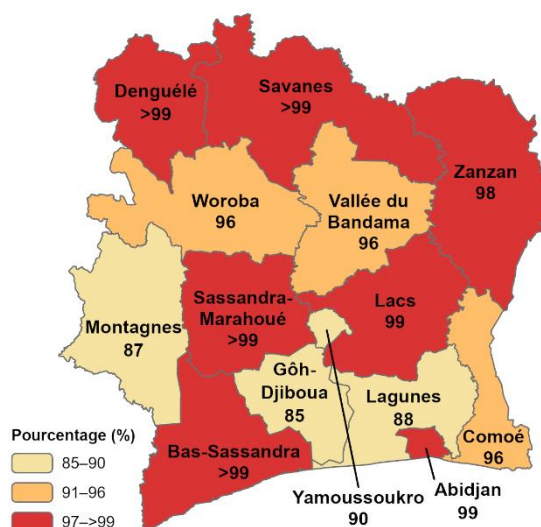 Denguélé
>99
Savanes
>99
Zanzan
98
Woroba
96
Vallée du
Bandama
96
Sassandra-
Marahoué
>99
Lacs
99
Montagnes
87
Gôh-
Djiboua
85
Lagunes
88
Comoé
96
Bas-Sassandra
>99
Yamoussoukro
90
Abidjan
99
Pourcentage (%)
85–90
91–96
97–>99